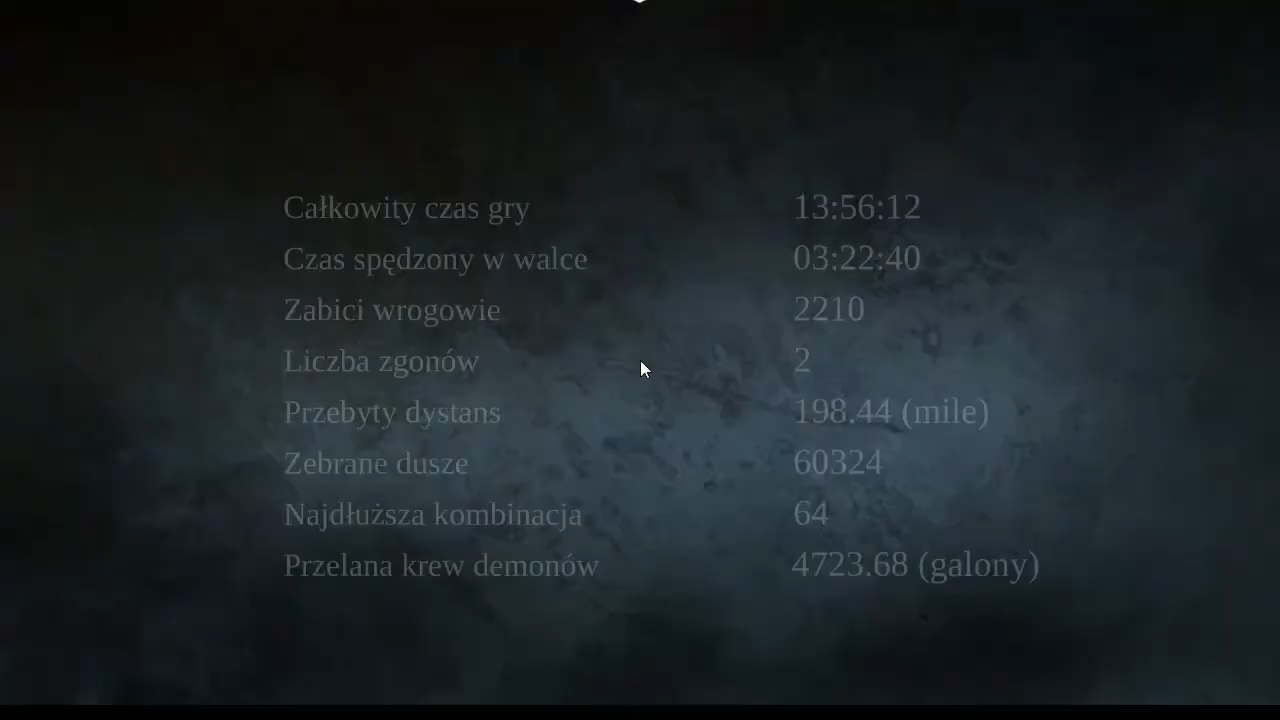 Całkowity czas gry 13:56:12
Czas spędzony w walce 03:22:40
Zabici wrogowie 2210
Liczba zgonów 2
Przebyty dystans 198.44 (mile)
Zebrane dusze 60324
Najdłuższa kombinacja 64
Przelana krew demonów 4723.68 (galony)